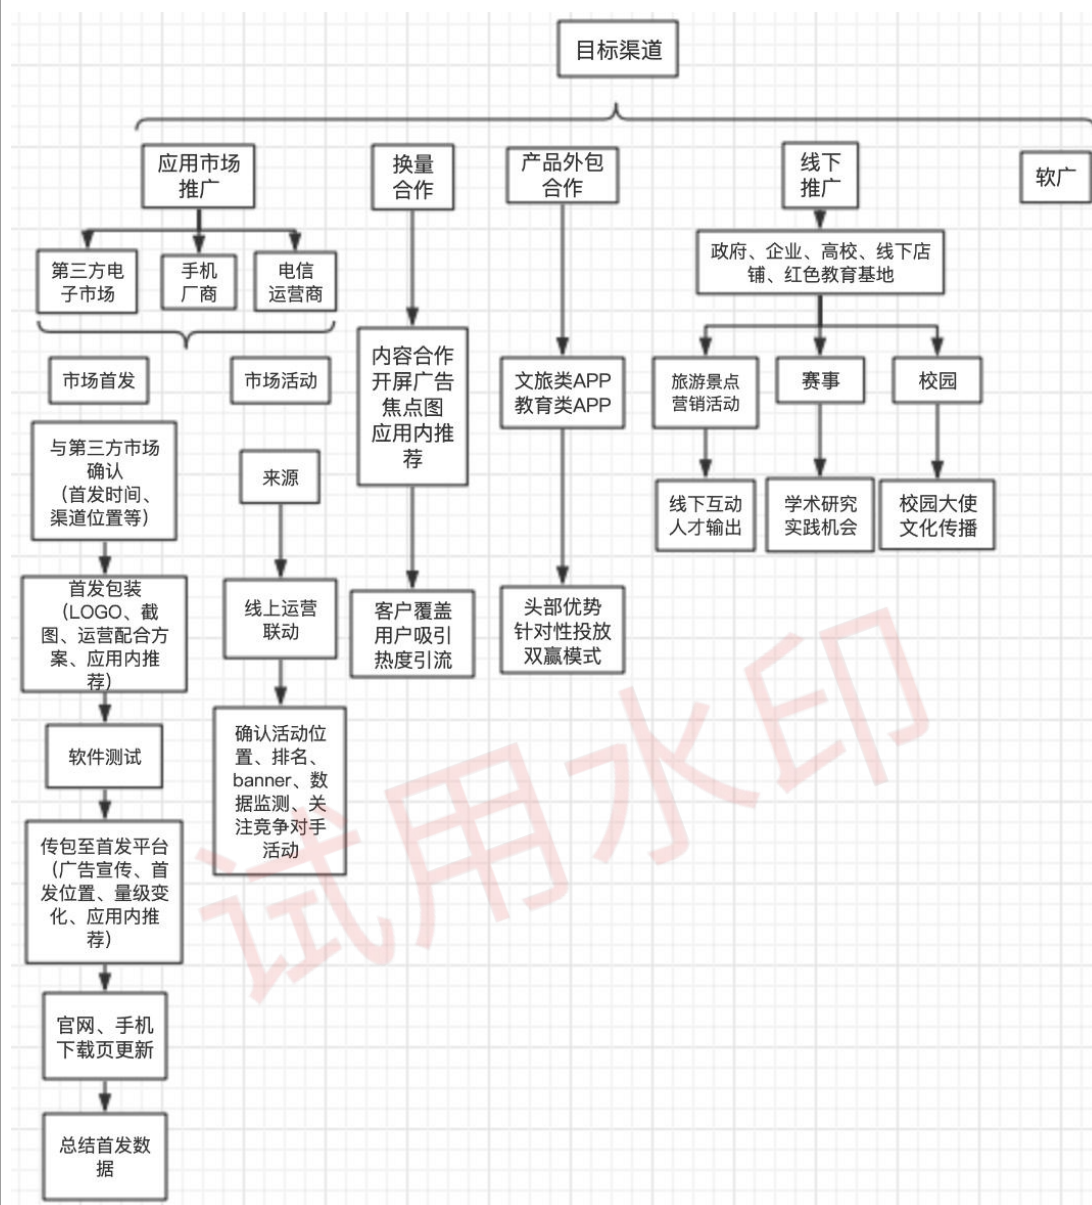 目标渠道
应用市场
推广
换量
合作
产品外包
合作
线下
推广
软广
第三方电
子市场
手机
厂商
电信
运营商
政府、企业、高校、线下店
铺、红色教育基地
市场首发
市场活动
内容合作
开屏广告
焦点图
应用内推
荐
文旅类APP
教育类APP
旅游景点
营销活动
赛事
校园
与第三方市场
确认
（首发时间、
渠道位置等）
来源
线下互动
人才输出
学术研究
实践机会
校园大使
文化传播
首发包装
（LOGO、截
图、运营配合方
案、应用内推
荐）
线上运营
联动
客户覆盖
用户吸引
热度引流
头部优势
针对性投放
双赢模式
软件测试
确认活动位
置、排名、
banner、数
据监测、关
注竞争对手
活动
传包至首发平台
（广告宣传、首
发位置、量级变
化、应用内推
荐）
官网、手机
下载页更新
总结首发数
据
试用水印